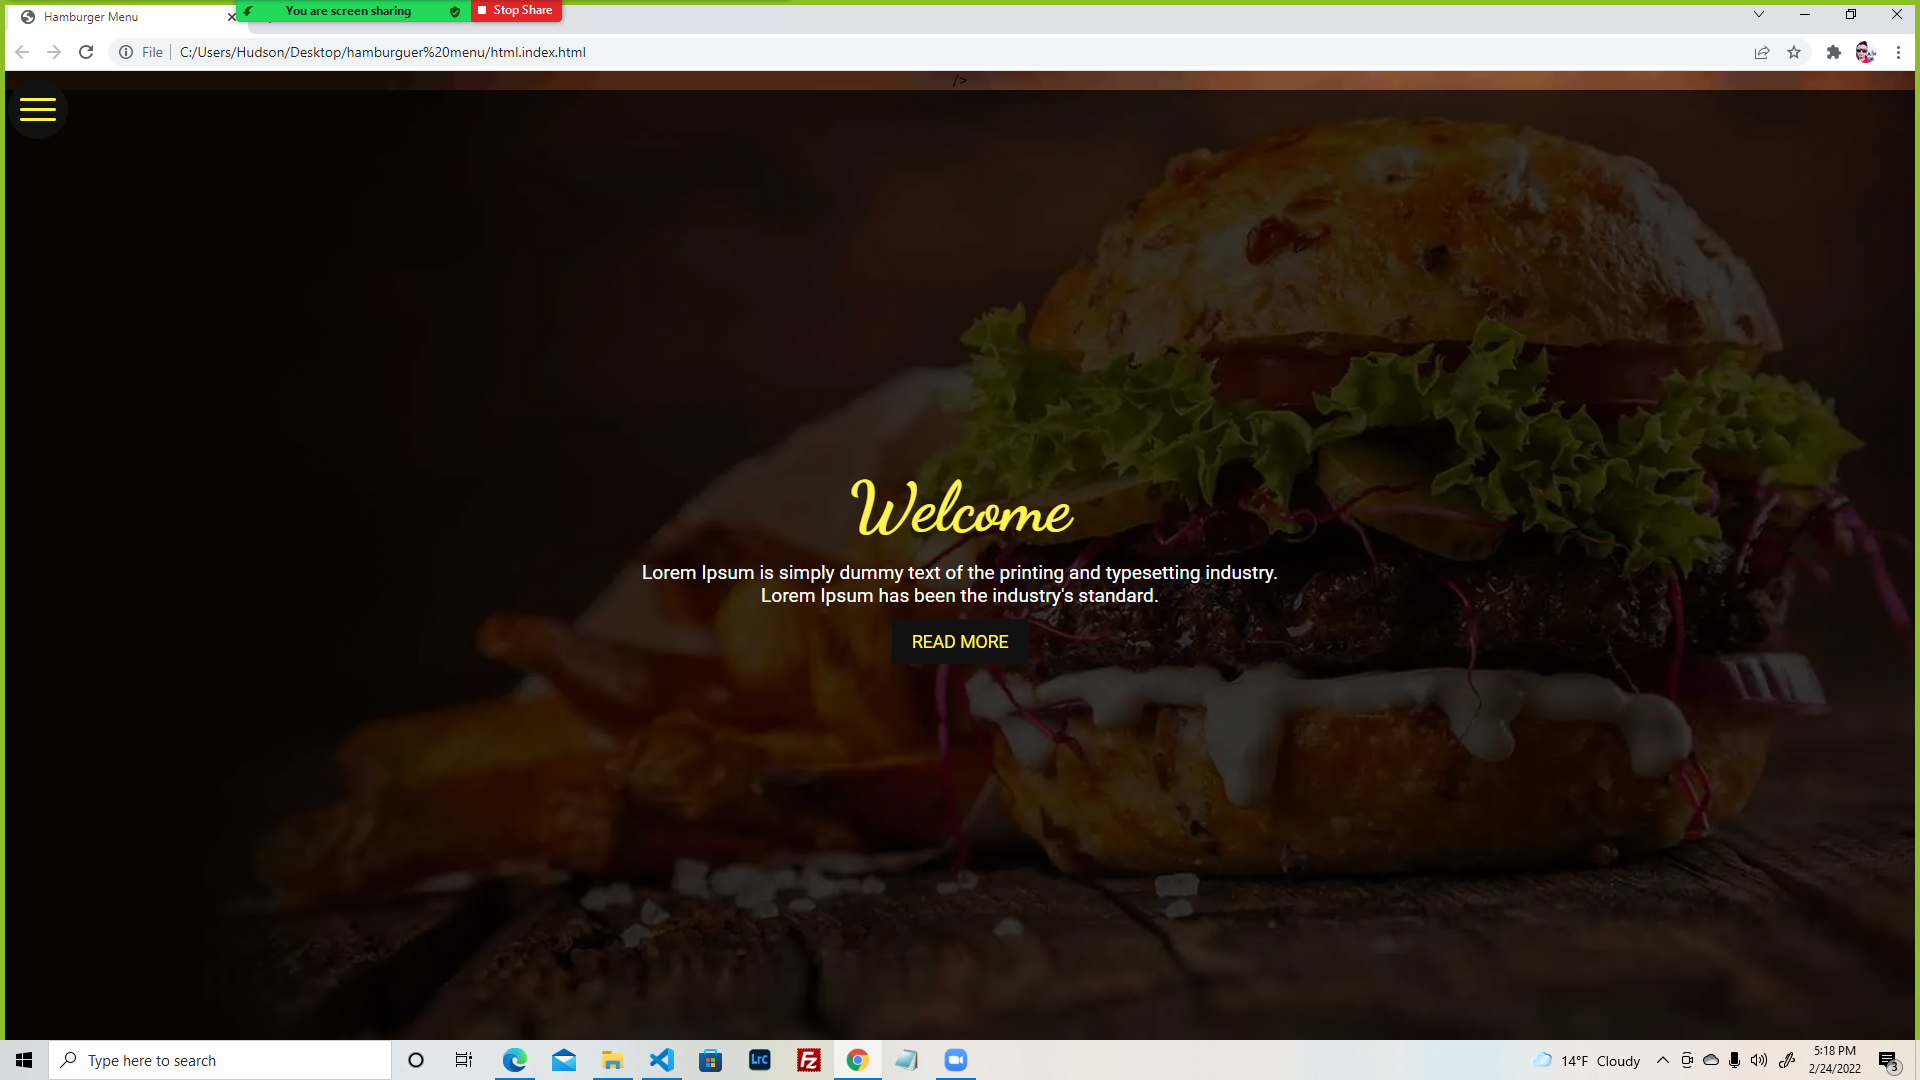 Hamburger Menu
You are screen sharing
Stop Share
File
C:/Users/Hudson/Desktop/hamburguer%20menu/html.index.html
/>
Welcome
Lorem Ipsum is simply dummy text of the printing and typesetting industry.
Lorem Ipsum has been the industry's standard.
READ MORE
Type here to search
Lrc
Fz
14°F Cloudy
5:18 PM
2/24/2022
3